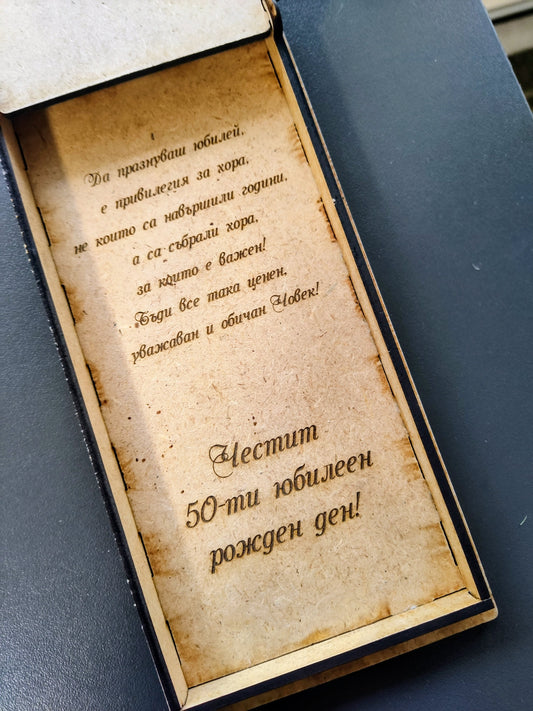 Да празнуваш юбилей,
е привилегия за хора,
не които са навършили години,
а са събрали хора,
за които е важен!
Бъди все така ценен,
уважаван и обичан Човек!
Честит
50-ти юбилеен
рожден ден!